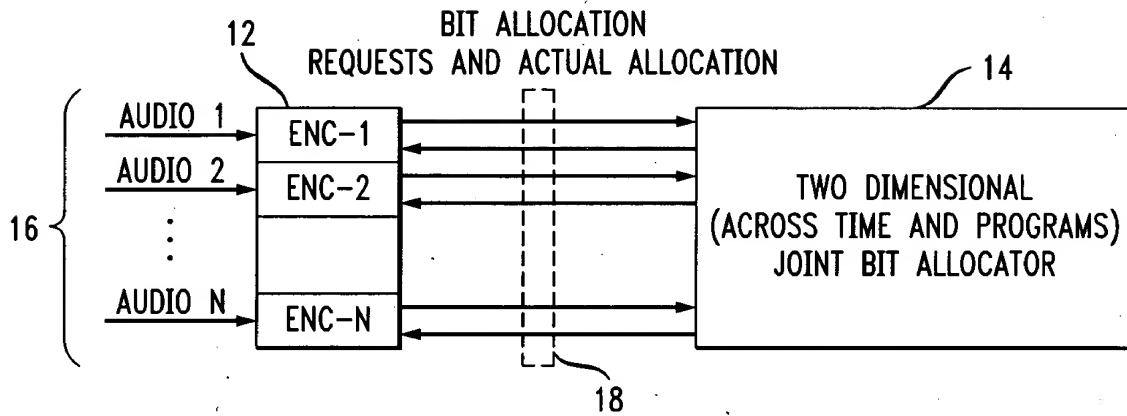 BIT ALLOCATION
REQUESTS AND ACTUAL ALLOCATION
12
14
16
AUDIO 1
ENC-1
AUDIO 2
ENC-2
TWO DIMENSIONAL
(ACROSS TIME AND PROGRAMS)
JOINT BIT ALLOCATOR
AUDIO N
ENC-N
18